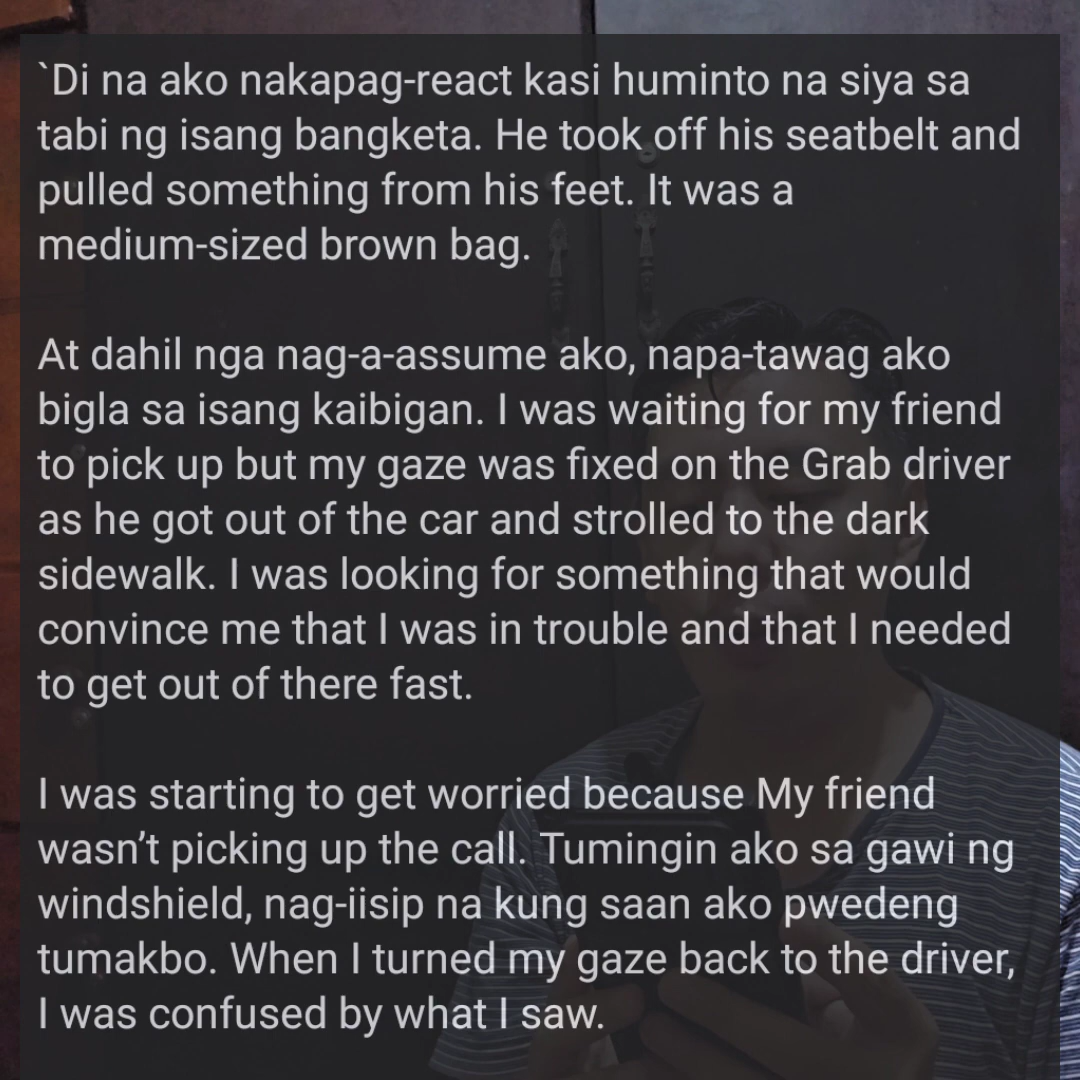 `Di na ako nakapag-react kasi huminto na siya sa
tabi ng isang bangketa. He took off his seatbelt and
pulled something from his feet. It was a
medium-sized brown bag.
At dahil nga nag-a-assume ako, napa-tawag ako
bigla sa isang kaibigan. I was waiting for my friend
to pick up but my gaze was fixed on the Grab driver
as he got out of the car and strolled to the dark
sidewalk. I was looking for something that would
convince me that I was in trouble and that I needed
to get out of there fast.
I was starting to get worried because My friend
wasn’t picking up the call. Tumingin ako sa gawi ng
windshield, nag-iisip na kung saan ako pwedeng
tumakbo. When I turned my gaze back to the driver,
I was confused by what I saw.